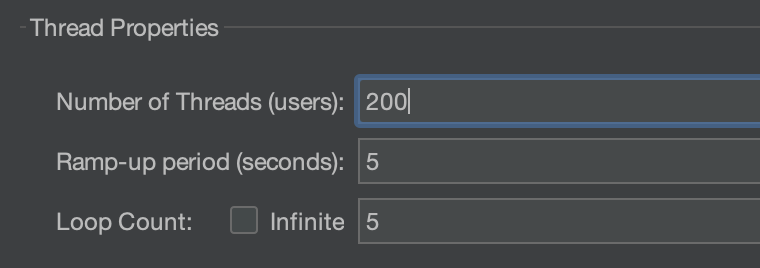 Thread Properties
Number of Threads (users): 200
Ramp-up period (seconds): 5
Loop Count: Infinite 5